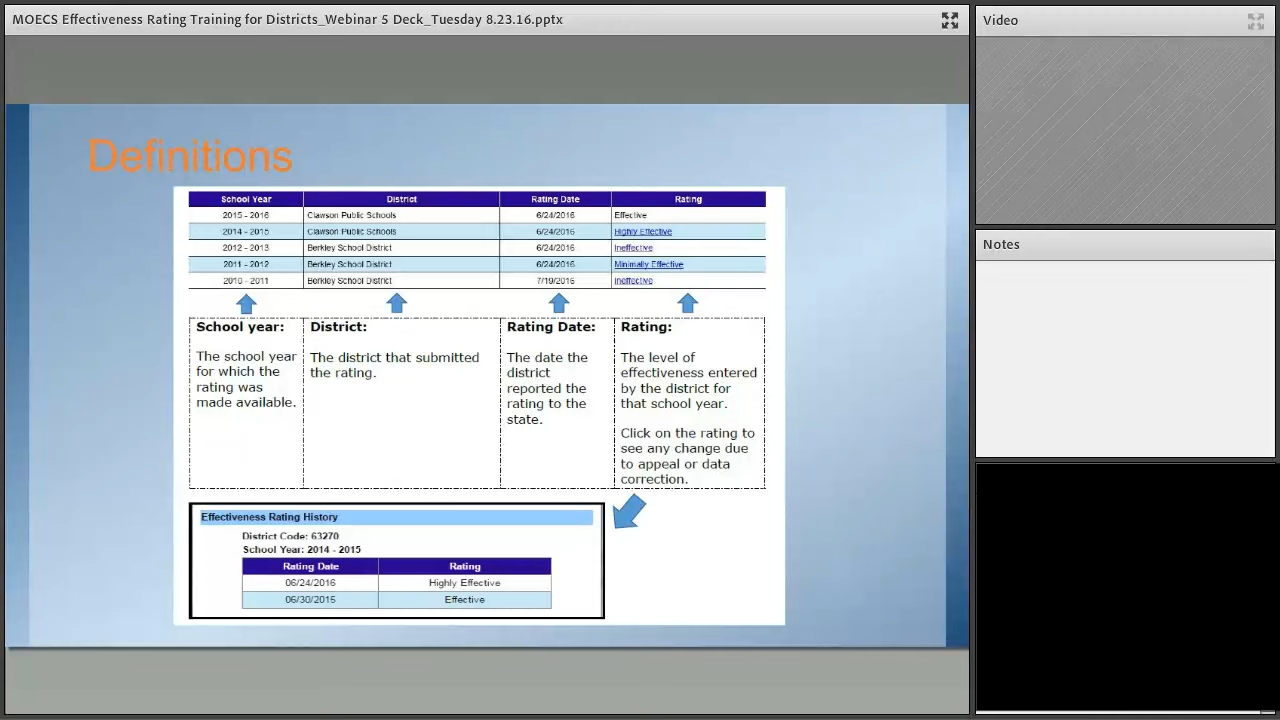 MOECS Effectiveness Rating Training for Districts_Webinar 5 Deck_Tuesday 8.23.16.pptx
Video
Notes
Definitions
School Year District Rating Date Rating
2015 - 2016 Clawson Public Schools 6/24/2016 Effective
2014 - 2015 Clawson Public Schools 6/24/2016 Highly Effective
2012 - 2013 Berkley School District 6/24/2016 Ineffective
2011 - 2012 Berkley School District 6/24/2016 Minimally Effective
2010 - 2011 Berkley School District 7/19/2016 Ineffective
School year:
The school year
for which the
rating was
made available.
District:
The district that submitted
the rating.
Rating Date:
The date the
district
reported the
rating to the
state.
Rating:
The level of
effectiveness entered
by the district for
that school year.
Click on the rating to
see any change due
to appeal or data
correction.
Effectiveness Rating History
District Code: 63270
School Year: 2014 - 2015
Rating Date Rating
06/24/2016 Highly Effective
06/30/2015 Effective